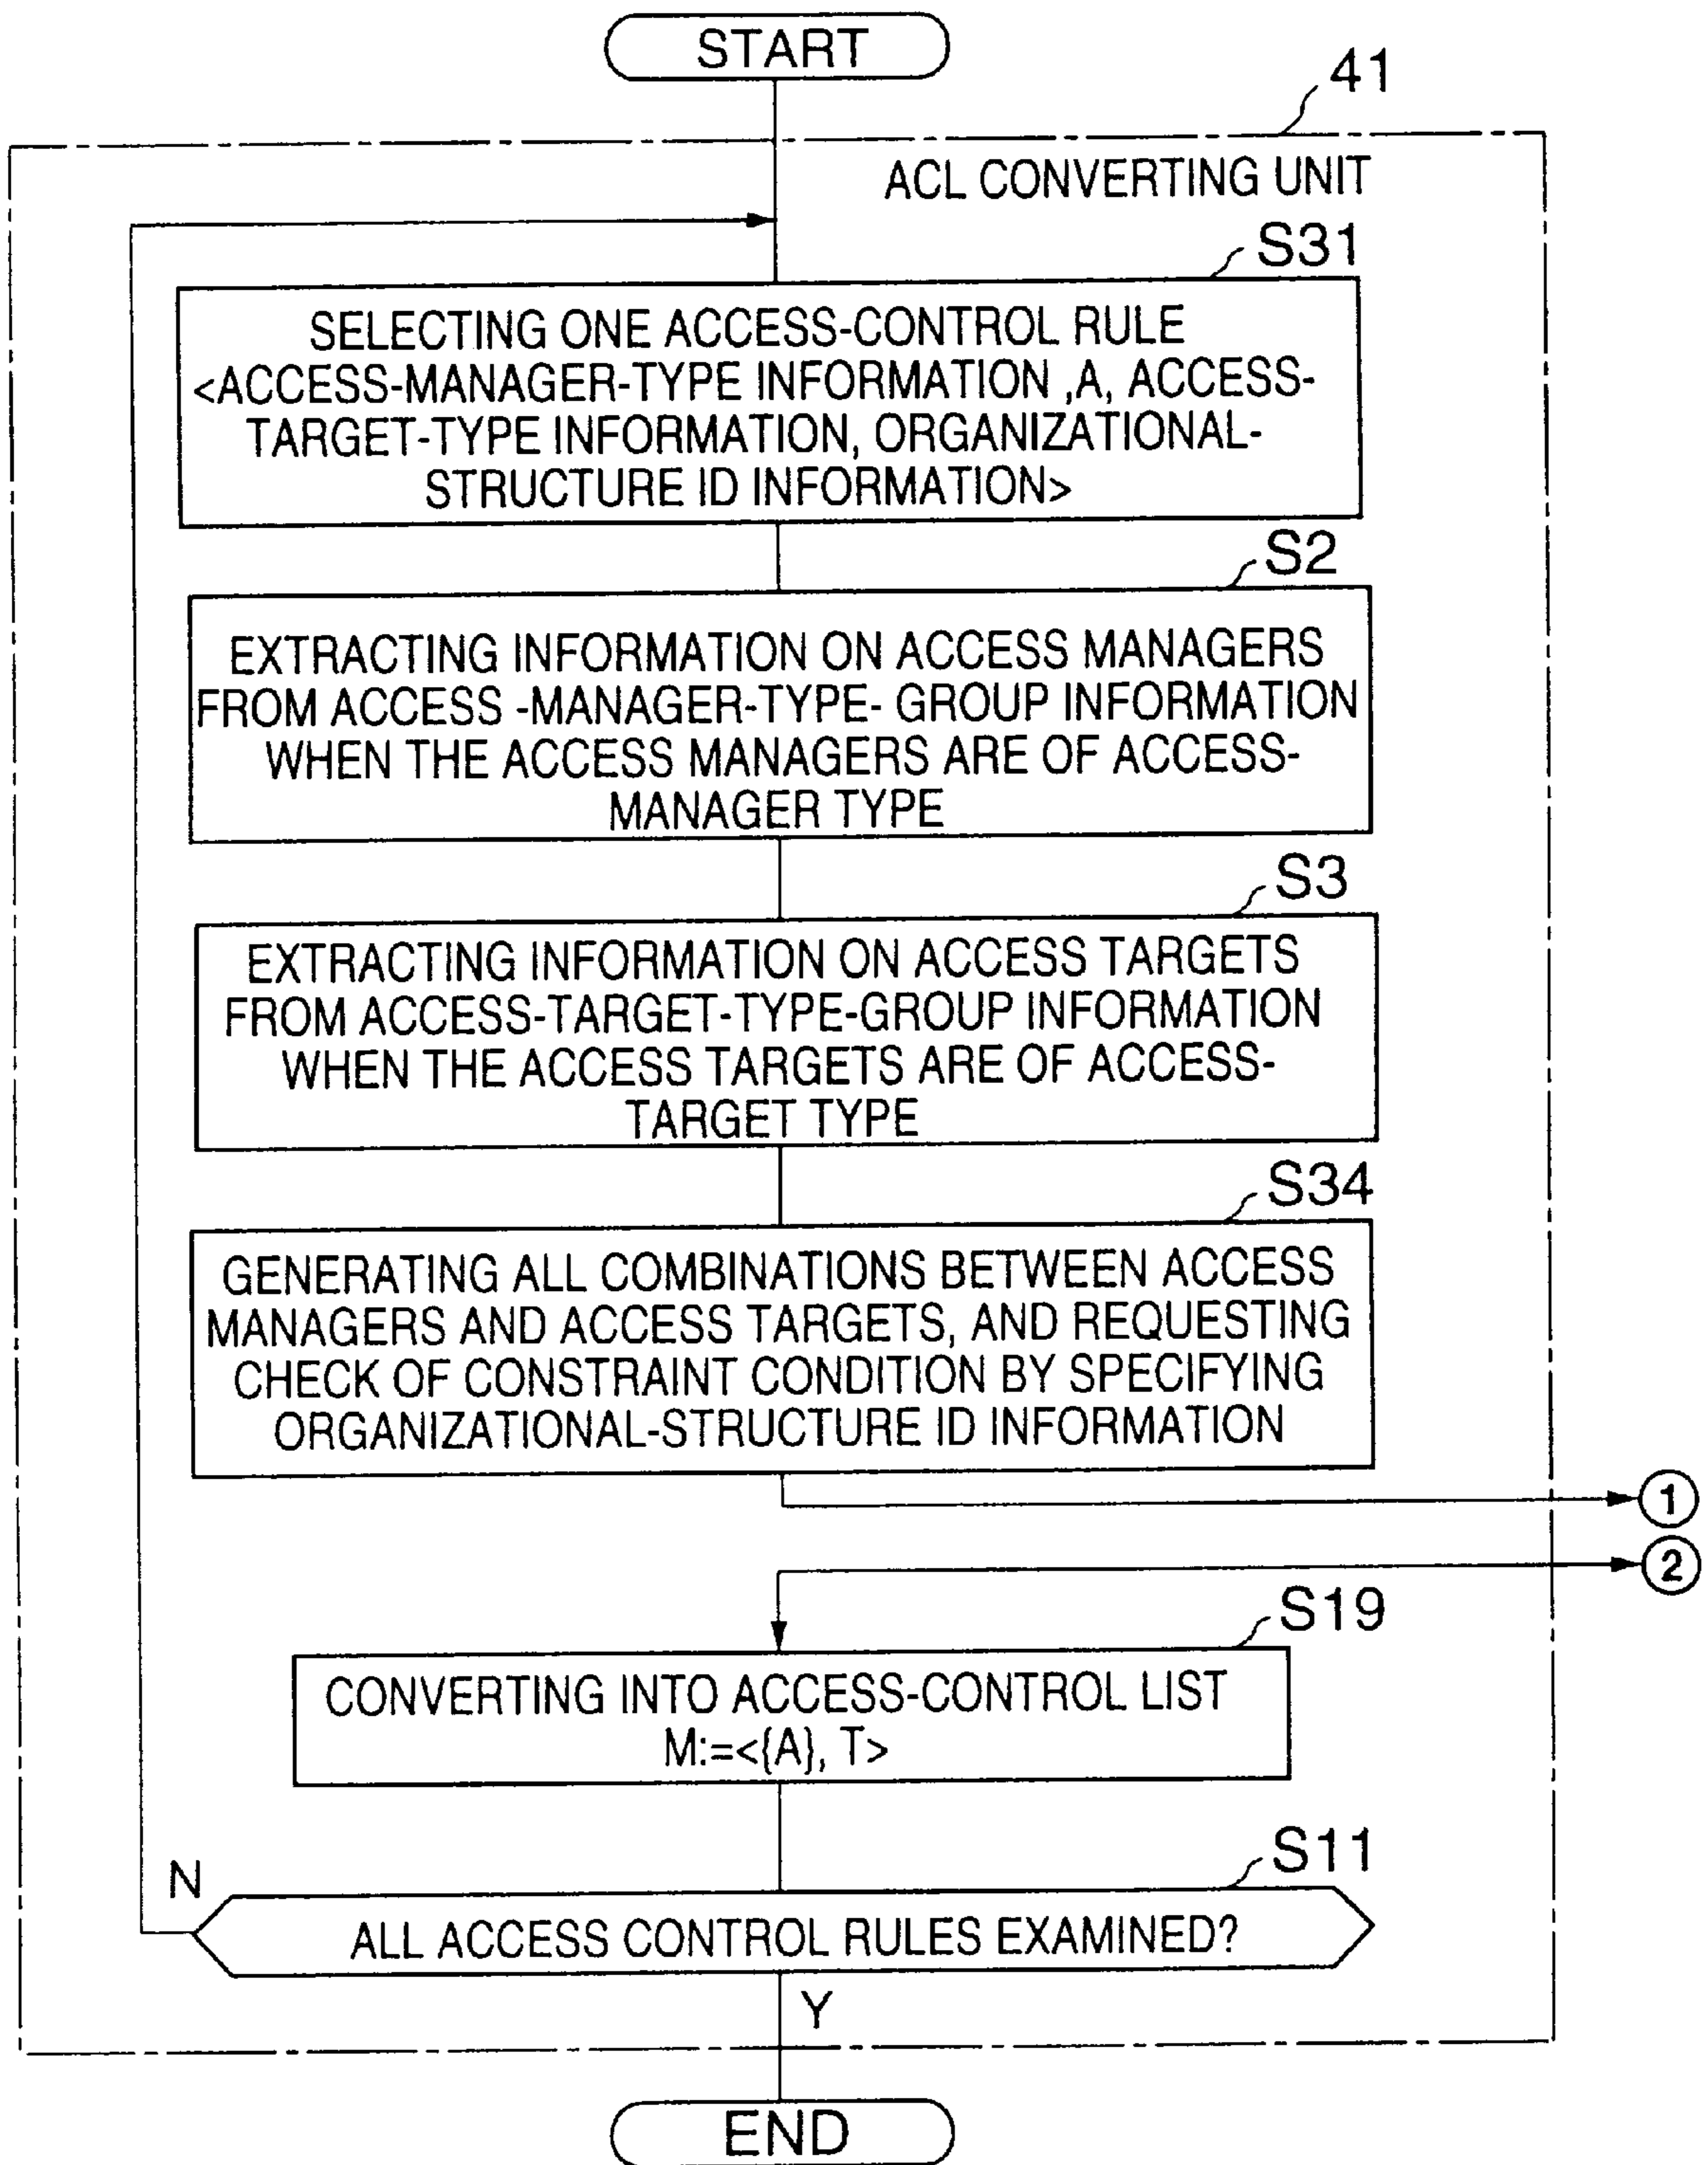 START
41
ACL CONVERTING UNIT
S31
SELECTING ONE ACCESS-CONTROL RULE
<ACCESS-MANAGER-TYPE INFORMATION ,A, ACCESS-
TARGET-TYPE INFORMATION, ORGANIZATIONAL-
STRUCTURE ID INFORMATION>
S2
EXTRACTING INFORMATION ON ACCESS MANAGERS
FROM ACCESS -MANAGER-TYPE- GROUP INFORMATION
WHEN THE ACCESS MANAGERS ARE OF ACCESS-
MANAGER TYPE
S3
EXTRACTING INFORMATION ON ACCESS TARGETS
FROM ACCESS-TARGET-TYPE-GROUP INFORMATION
WHEN THE ACCESS TARGETS ARE OF ACCESS-
TARGET TYPE
S34
GENERATING ALL COMBINATIONS BETWEEN ACCESS
MANAGERS AND ACCESS TARGETS, AND REQUESTING
CHECK OF CONSTRAINT CONDITION BY SPECIFYING
ORGANIZATIONAL-STRUCTURE ID INFORMATION
1
2
S19
CONVERTING INTO ACCESS-CONTROL LIST
M:=<{A}, T>
S11
N
ALL ACCESS CONTROL RULES EXAMINED?
Y
END